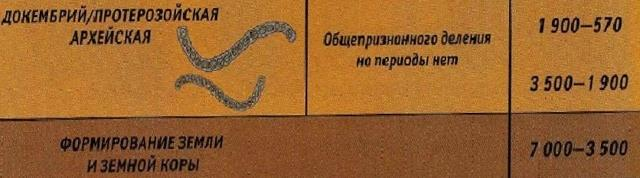 ДОКЕМБРИЙ/ПРОТЕРОЗОЙСКАЯ
АРХЕЙСКАЯ
Общепризнанного деления
на периоды нет
1 900–570
3 500–1 900
ФОРМИРОВАНИЕ ЗЕМЛИ
И ЗЕМНОЙ КОРЫ
7 000–3 500